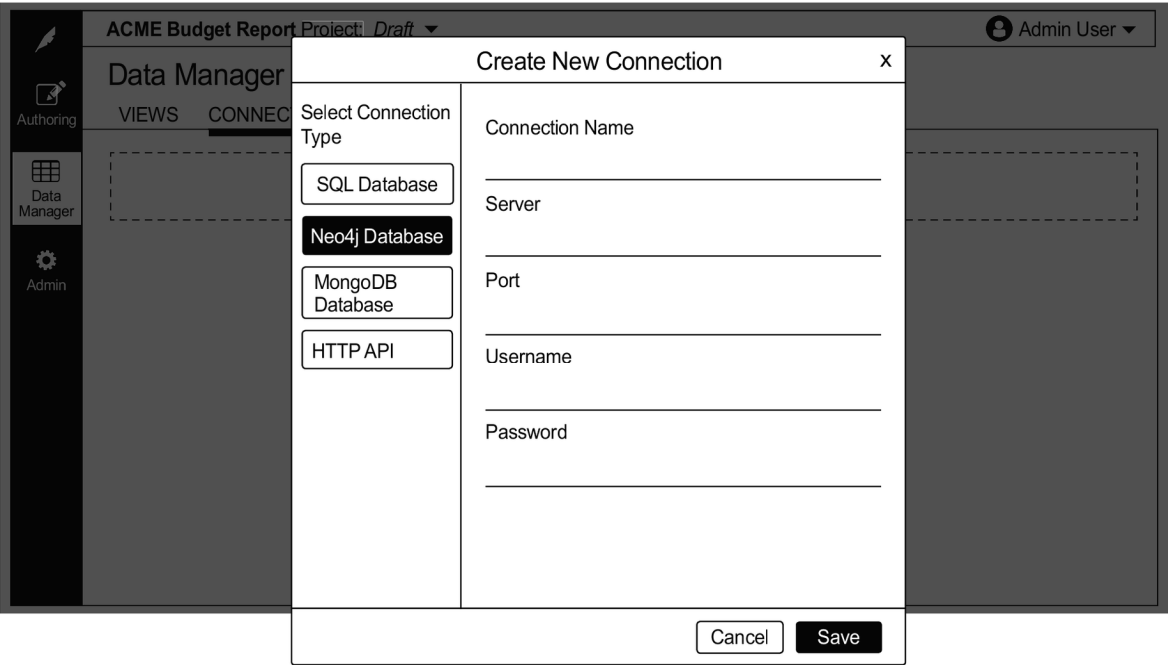 ACME Budget Report Project: Draft
Admin User
Data Manager
VIEWS
Authoring
Data
Manager
Admin
Create New Connection
x
Select Connection
Type
SQL Database
Neo4j Database
MongoDB
Database
HTTP API
Connection Name
Server
Port
Username
Password
Cancel
Save